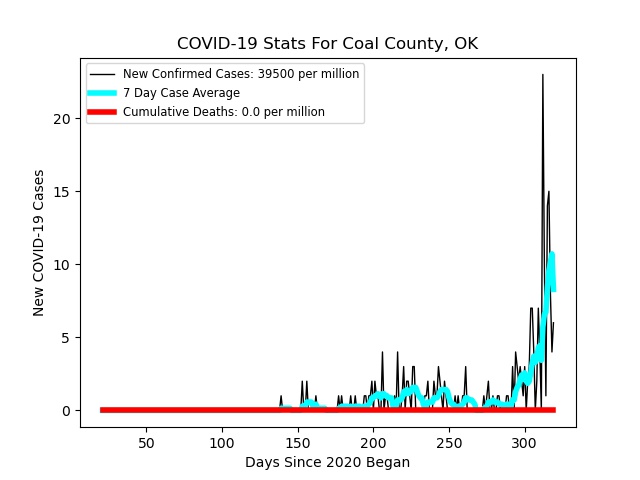 COVID-19 Stats For Coal County, OK
New Confirmed Cases: 39500 per million
7 Day Case Average
Cumulative Deaths: 0.0 per million
New COVID-19 Cases
20
15
10
5
0
50 100 150 200 250 300
Days Since 2020 Began